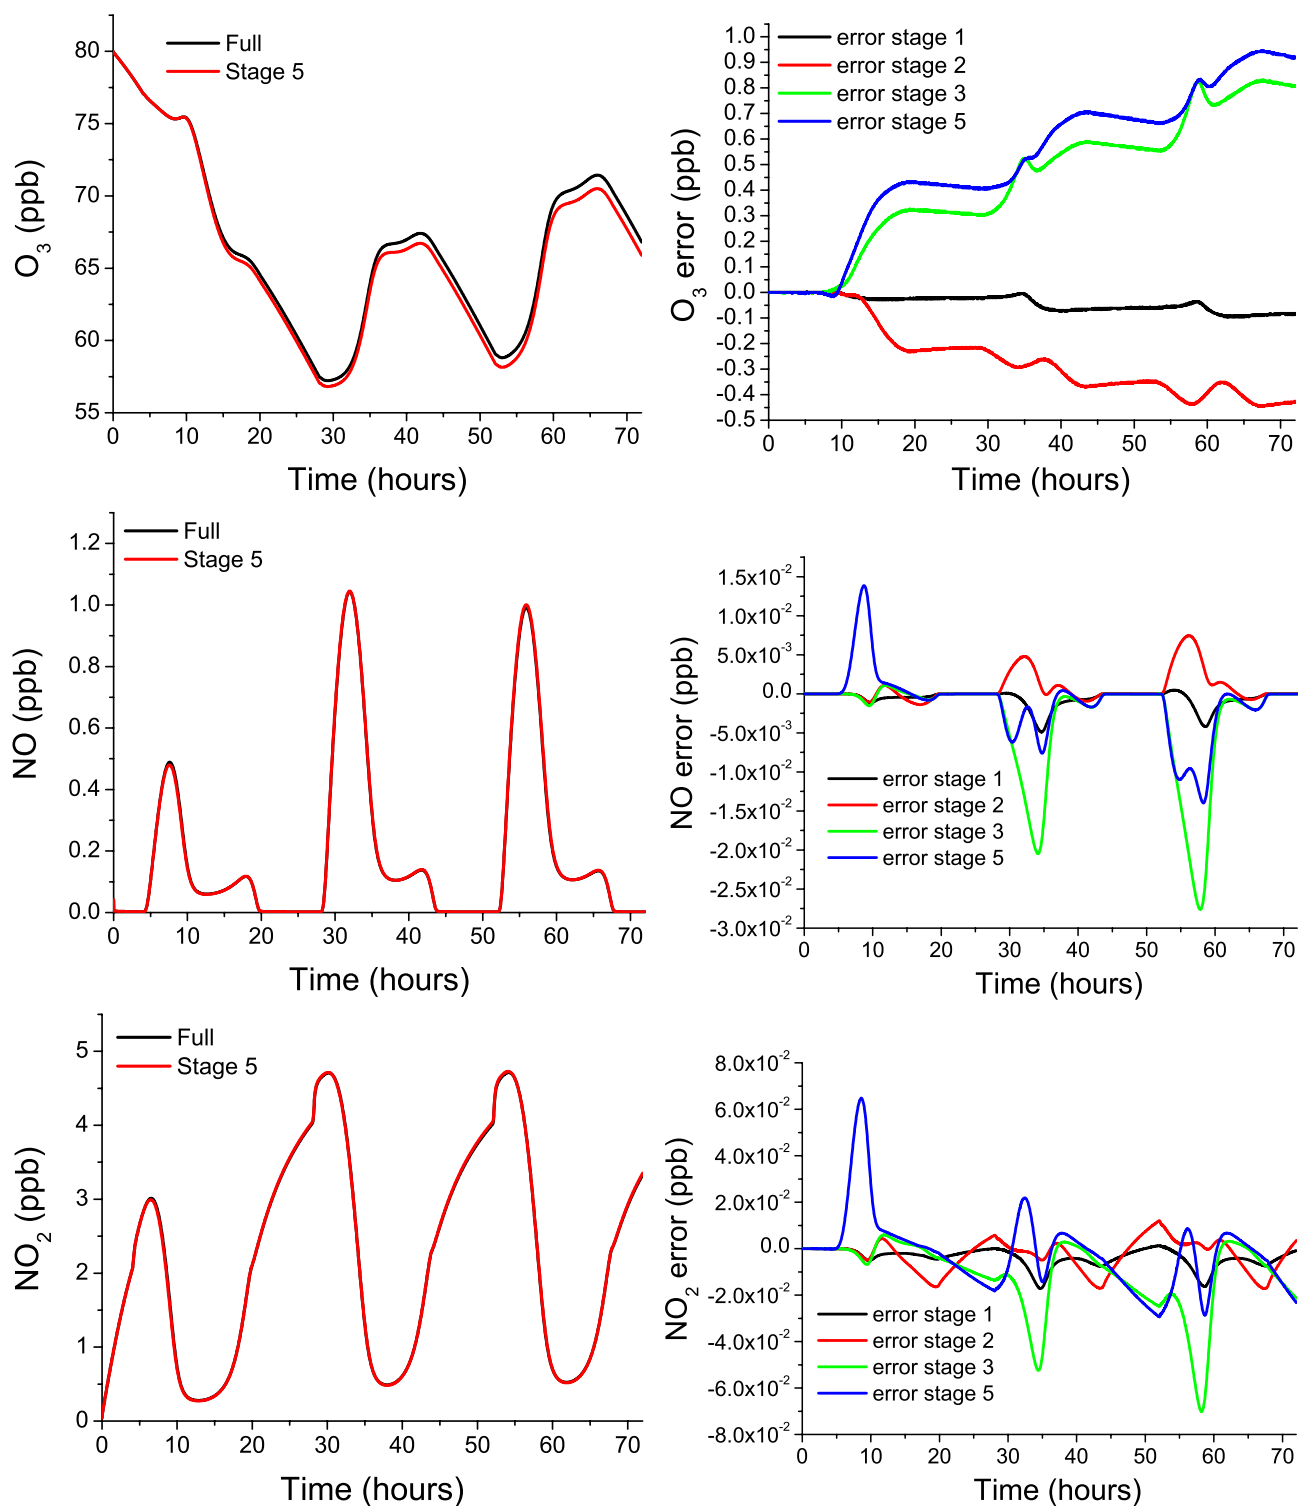 Full
Stage 5
80
75
70
65
60
55
O3 (ppb)
0 10 20 30 40 50 60 70
Time (hours)
error stage 1
error stage 2
error stage 3
error stage 5
1.0
0.9
0.8
0.7
0.6
0.5
0.4
0.3
0.2
0.1
0.0
-0.1
-0.2
-0.3
-0.4
-0.5
O3 error (ppb)
0 10 20 30 40 50 60 70
Time (hours)
Full
Stage 5
1.2
1.0
0.8
0.6
0.4
0.2
0.0
NO (ppb)
0 10 20 30 40 50 60 70
Time (hours)
1.5x10-2
1.0x10-2
5.0x10-3
0.0
-5.0x10-3
-1.0x10-2
-1.5x10-2
-2.0x10-2
-2.5x10-2
-3.0x10-2
NO error (ppb)
error stage 1
error stage 2
error stage 3
error stage 5
0 10 20 30 40 50 60 70
Time (hours)
Full
Stage 5
5
4
3
2
1
0
NO2 (ppb)
0 10 20 30 40 50 60 70
Time (hours)
8.0x10-2
6.0x10-2
4.0x10-2
2.0x10-2
0.0
-2.0x10-2
-4.0x10-2
-6.0x10-2
-8.0x10-2
NO2 error (ppb)
error stage 1
error stage 2
error stage 3
error stage 5
0 10 20 30 40 50 60 70
Time (hours)